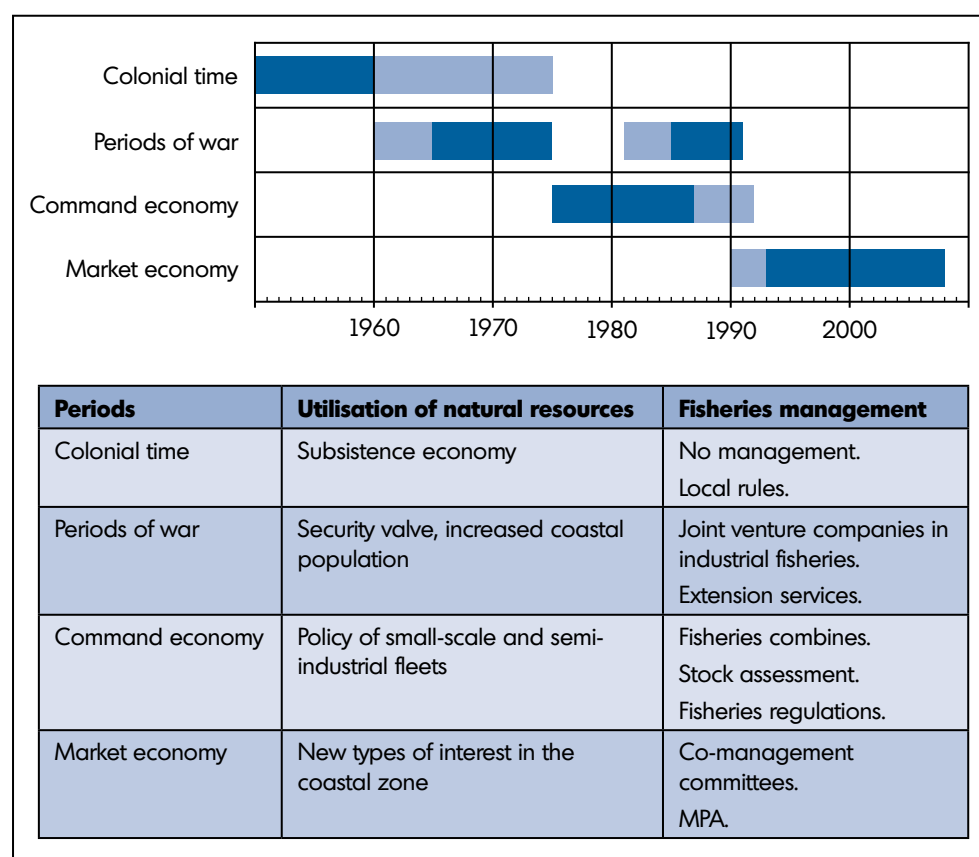 Colonial time
Periods of war
Command economy
Market economy
1960 1970 1980 1990 2000
Periods Utilisation of natural resources Fisheries management
Colonial time Subsistence economy No management.
Local rules.
Periods of war Security valve, increased coastal Joint venture companies in
population industrial fisheries.
Extension services.
Command economy Policy of small-scale and semi- Fisheries combines.
industrial fleets Stock assessment.
Fisheries regulations.
Market economy New types of interest in the Co-management
coastal zone committees.
MPA.